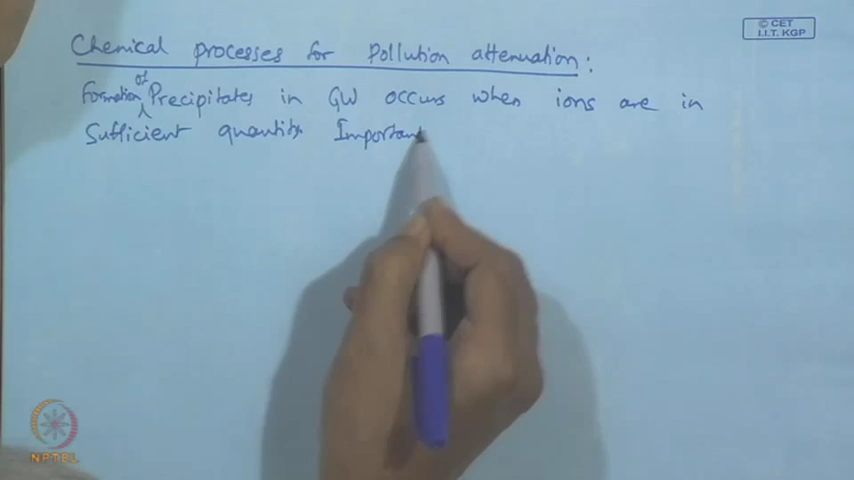 © CET
I.I.T. KGP
Chemical processes for Pollution attenuation:
Formation of Precipitates in GW occurs when ions are in
Sufficient quantity. Important
NPTEL